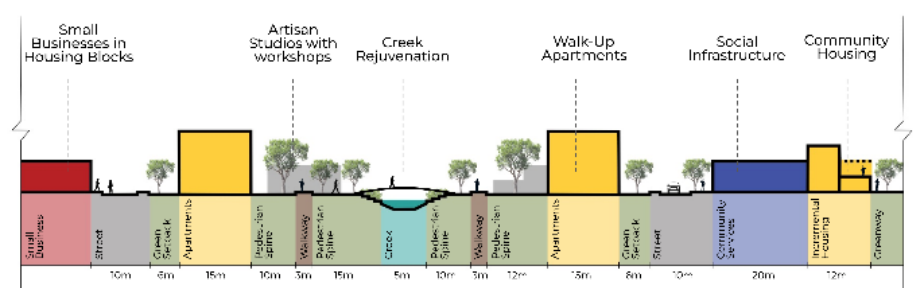 Small
Businesses in
Housing Blocks
Artisan
Studios with
workshops
Creek
Rejuvenation
Walk-Up
Apartments
Social
Infrastructure
Community
Housing
Small
Business
Street
Green
Setback
Apartments
Pedestrian
Spine
Walkway
Pedestrian
Spine
Creek
Pedestrian
Spine
Walkway
Pedestrian
Spine
Apartments
Green
Setback
Street
Community
Services
Incremental
Housing
Greenway
10m
6m
15m
10m
3m
15m
10m
3m
12m
15m
10m
20m
12m